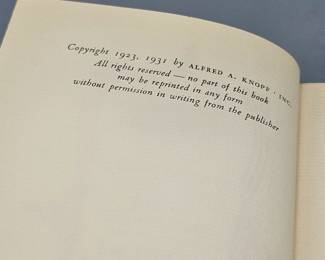 Copyright 1923, 1931 by ALFRED A. KNOPF · INC.
All rights reserved — no part of this book
may be reprinted in any form
without permission in writing from the publisher